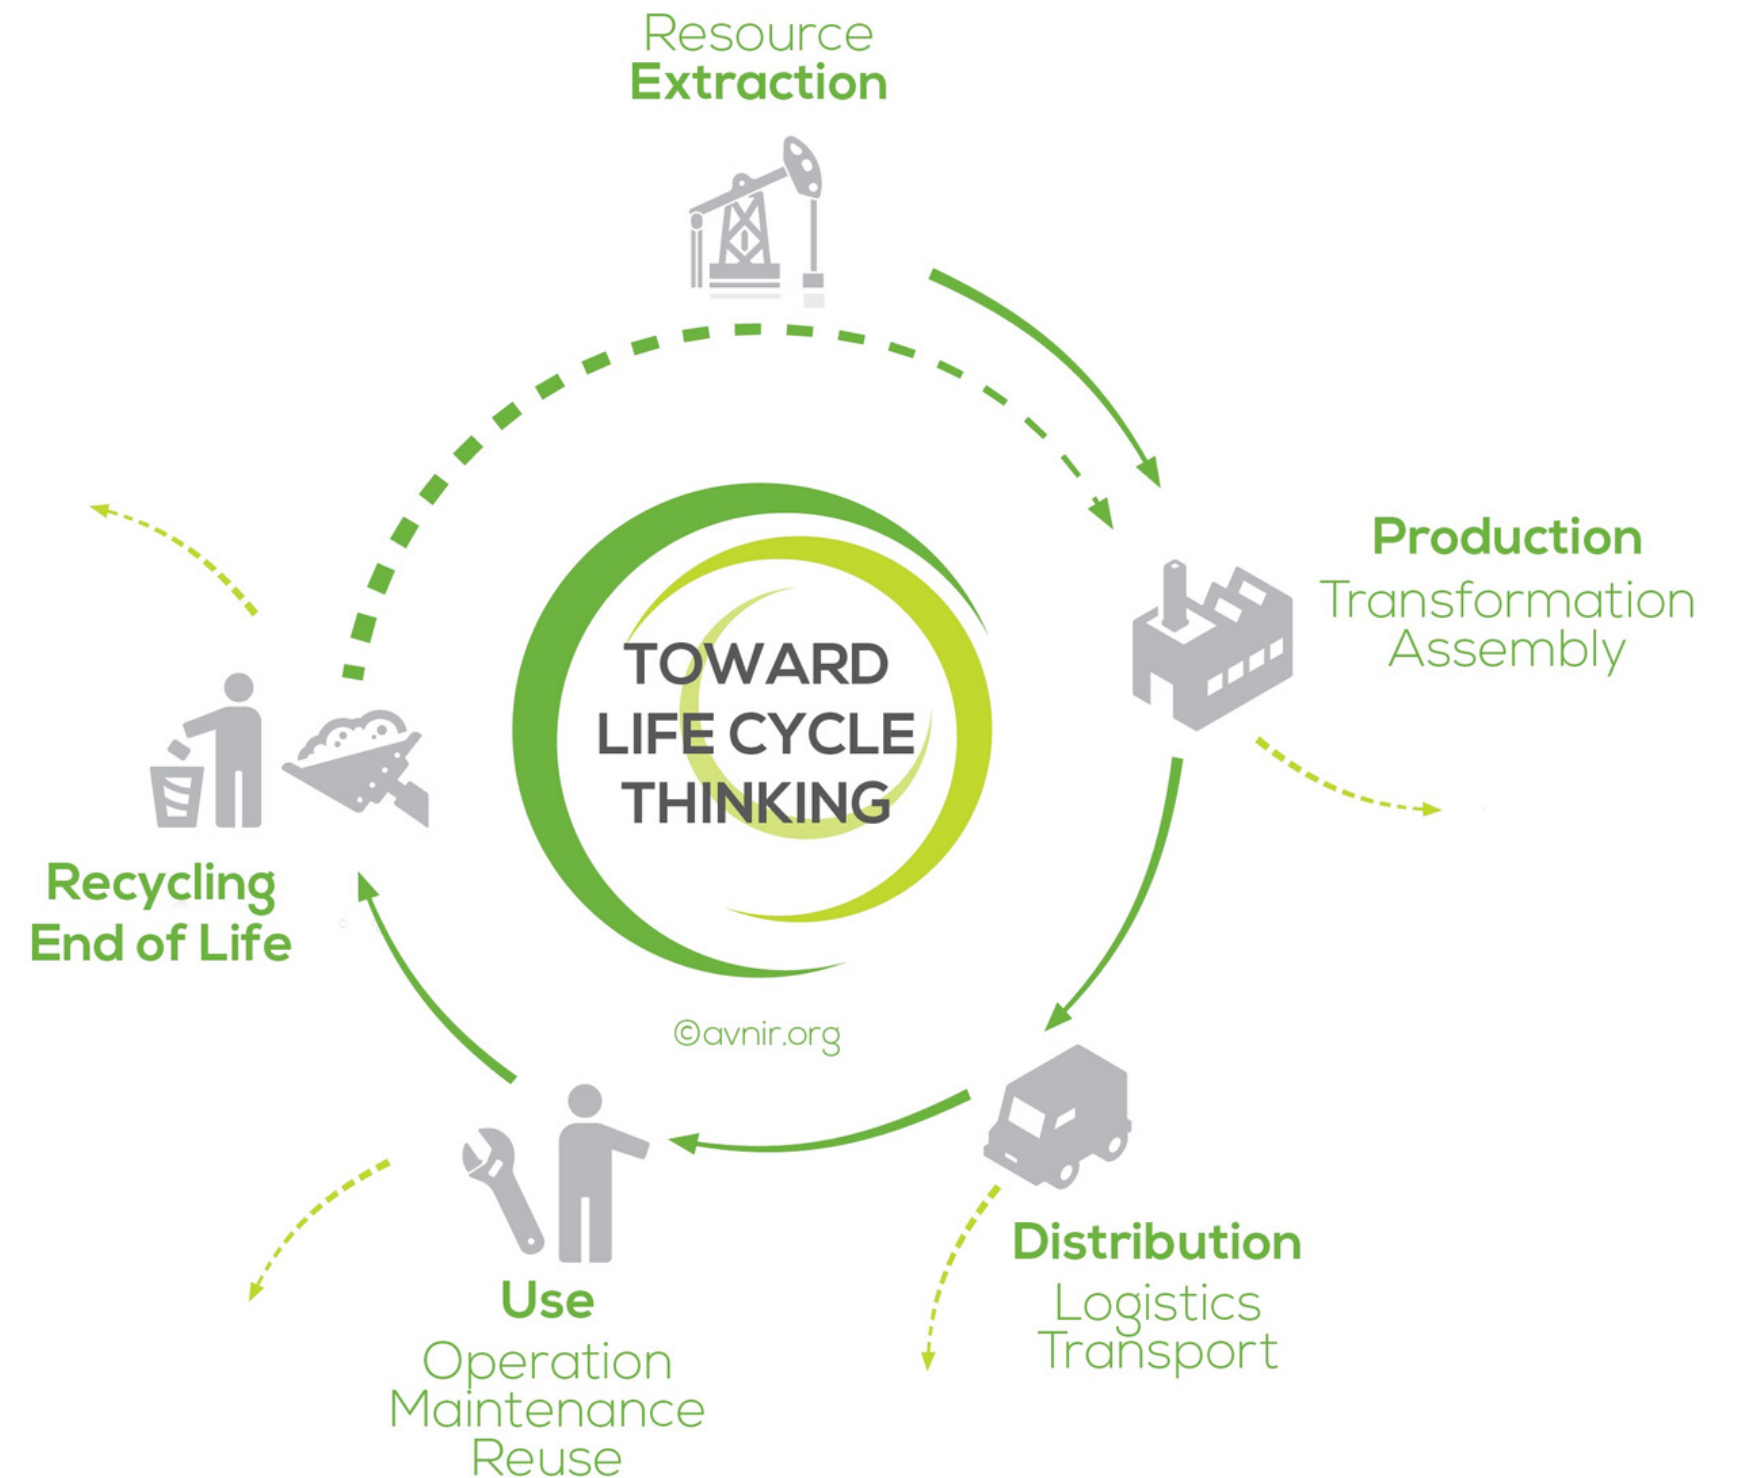 Resource
Extraction
Production
Transformation
Assembly
TOWARD
LIFE CYCLE
THINKING
Recycling
End of Life
©avnir.org
Distribution
Logistics
Transport
Use
Operation
Maintenance
Reuse